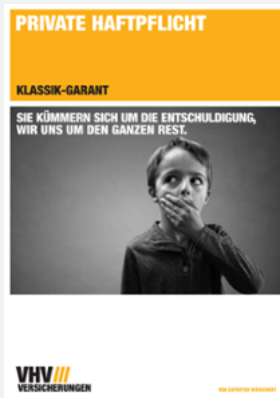 PRIVATE HAFTPFLICHT
KLASSIK-GARANT
SIE KÜMMERN SICH UM DIE ENTSCHULDIGUNG,
WIR UNS UM DEN GANZEN REST.
VHV///
VERSICHERUNGEN